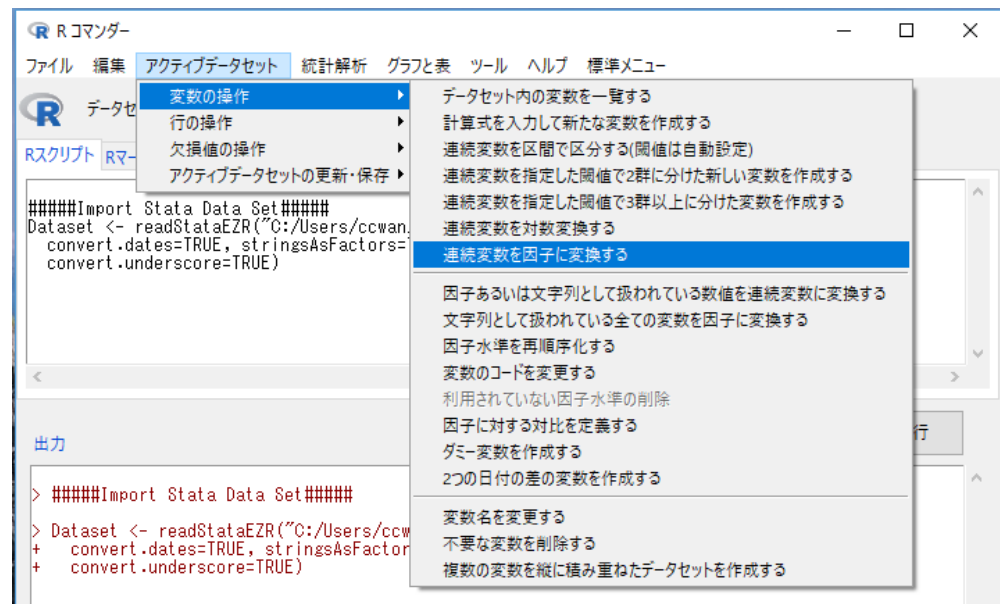 R コマンダー
ファイル 編集 アクティブデータセット 統計解析 グラフと表 ツール ヘルプ 標準メニュー
データセ
変数の操作
行の操作
欠損値の操作
アクティブデータセットの更新・保存
データセット内の変数を一覧する
計算式を入力して新たな変数を作成する
連続変数を区間で区分する(閾値は自動設定)
連続変数を指定した閾値で2群に分けた新しい変数を作成する
連続変数を指定した閾値で3群以上に分けた変数を作成する
連続変数を対数変換する
連続変数を因子に変換する
因子あるいは文字列として扱われている数値を連続変数に変換する
文字列として扱われている全ての変数を因子に変換する
因子水準を再順序化する
変数のコードを変更する
利用されていない因子水準の削除
因子に対する対比を定義する
ダミー変数を作成する
2つの日付の差の変数を作成する
変数名を変更する
不要な変数を削除する
複数の変数を縦に積み重ねたデータセットを作成する
Rスクリプト Rマー
#####Import Stata Data Set#####
Dataset <- readStataEZR("C:/Users/ccwan
convert.dates=TRUE, stringsAsFactors=
convert.underscore=TRUE)
行
出力
> #####Import Stata Data Set#####
> Dataset <- readStataEZR("C:/Users/ccw
+ convert.dates=TRUE, stringsAsFactor
+ convert.underscore=TRUE)